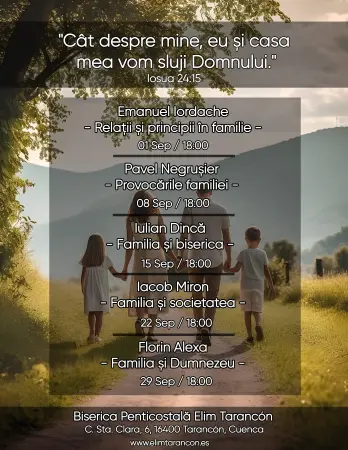 "Cât despre mine, eu și casa
mea vom sluji Domnului."
Iosua 24:15
Emanuel Iordache
- Relații și principii în familie -
01 Sep / 18.00
Pavel Negrușier
- Provocările familiei -
08 Sep / 18:00
Iulian Dincă
- Familia și biserica -
15 Sep / 18:00
Iacob Miron
- Familia și societatea -
22 Sep / 18:00
Florin Alexa
- Familia și Dumnezeu -
29 Sep / 18:00
Biserica Penticostală Elim Tarancón
C. Sta. Clara, 6, 16400 Tarancón, Cuenca
www.elimtarancon.es